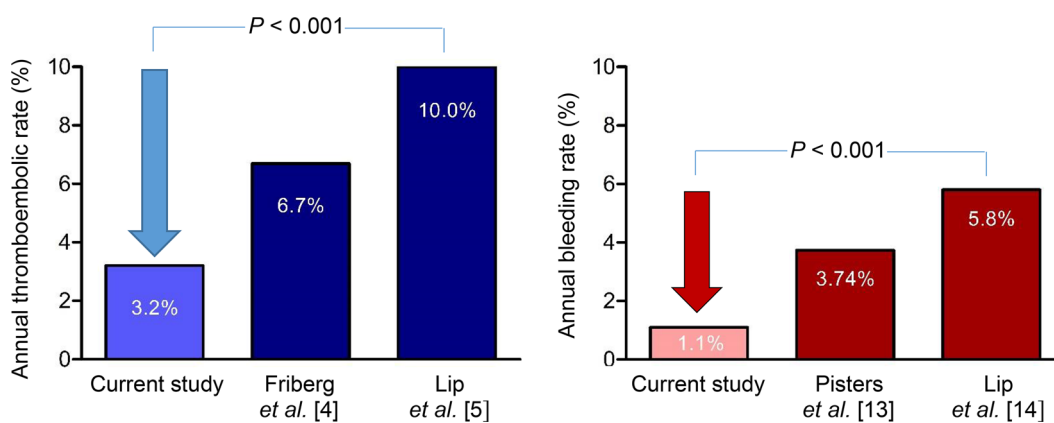 P < 0.001
Annual thromboembolic rate (%)
10
8
6
4
2
0
3.2%
6.7%
10.0%
Current study
Friberg
et al. [4]
Lip
et al. [5]
P < 0.001
Annual bleeding rate (%)
10
8
6
4
2
0
1.1%
3.74%
5.8%
Current study
Pisters
et al. [13]
Lip
et al. [14]